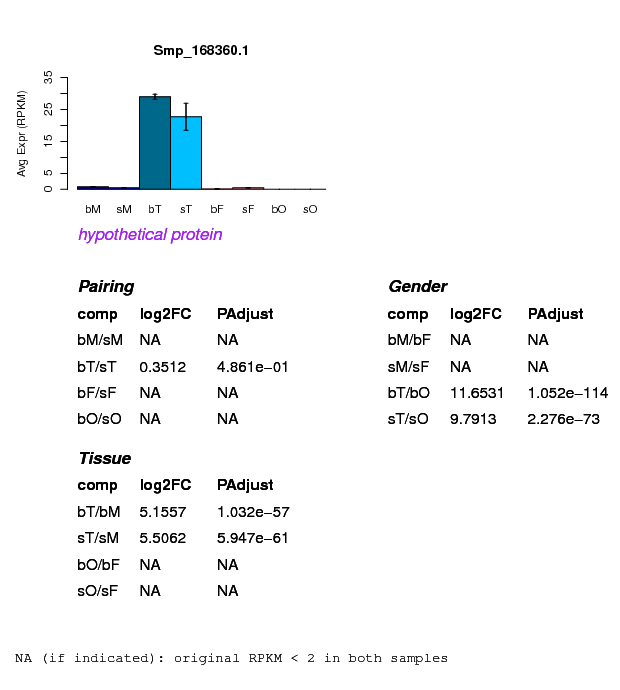 Smp_168360.1
Avg Expr (RPKM)
35
25
15
5
0
bM sM bT sT bF sF bO sO
hypothetical protein
Pairing
comp log2FC PAdjust
bM/sM NA NA
bT/sT 0.3512 4.861e−01
bF/sF NA NA
bO/sO NA NA
Gender
comp log2FC PAdjust
bM/bF NA NA
sM/sF NA NA
bT/bO 11.6531 1.052e−114
sT/sO 9.7913 2.276e−73
Tissue
comp log2FC PAdjust
bT/bM 5.1557 1.032e−57
sT/sM 5.5062 5.947e−61
bO/bF NA NA
sO/sF NA NA
NA (if indicated): original RPKM < 2 in both samples